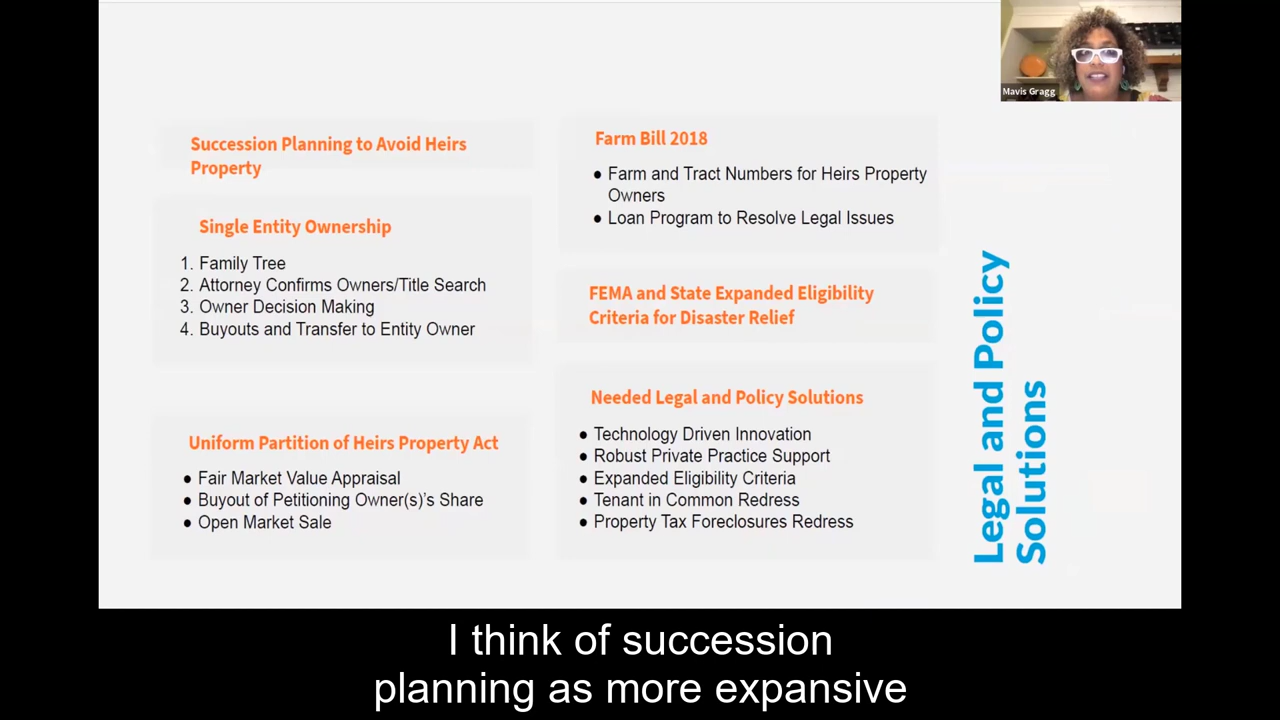 Mavis Gragg
Succession Planning to Avoid Heirs
Property
Single Entity Ownership
1. Family Tree
2. Attorney Confirms Owners/Title Search
3. Owner Decision Making
4. Buyouts and Transfer to Entity Owner
Uniform Partition of Heirs Property Act
● Fair Market Value Appraisal
● Buyout of Petitioning Owner(s)'s Share
● Open Market Sale
Farm Bill 2018
● Farm and Tract Numbers for Heirs Property
Owners
● Loan Program to Resolve Legal Issues
FEMA and State Expanded Eligibility
Criteria for Disaster Relief
Needed Legal and Policy Solutions
● Technology Driven Innovation
● Robust Private Practice Support
● Expanded Eligibility Criteria
● Tenant in Common Redress
● Property Tax Foreclosures Redress
Legal and Policy
Solutions
I think of succession
planning as more expansive